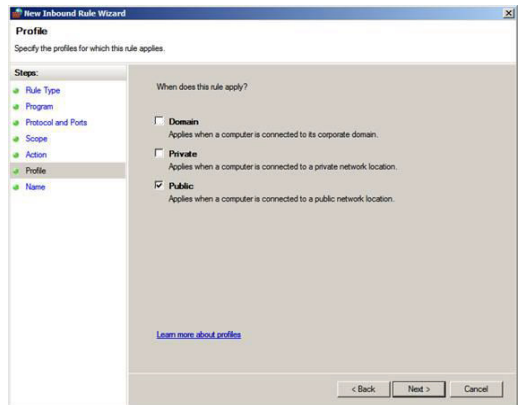 New Inbound Rule Wizard
Profile
Specify the profiles for which this rule applies.
Steps:
Rule Type
Program
Protocol and Ports
Scope
Action
Profile
Name
When does this rule apply?
Domain
Applies when a computer is connected to its corporate domain.
Private
Applies when a computer is connected to a private network location.
Public
Applies when a computer is connected to a public network location.
Learn more about profiles
< Back
Next >
Cancel